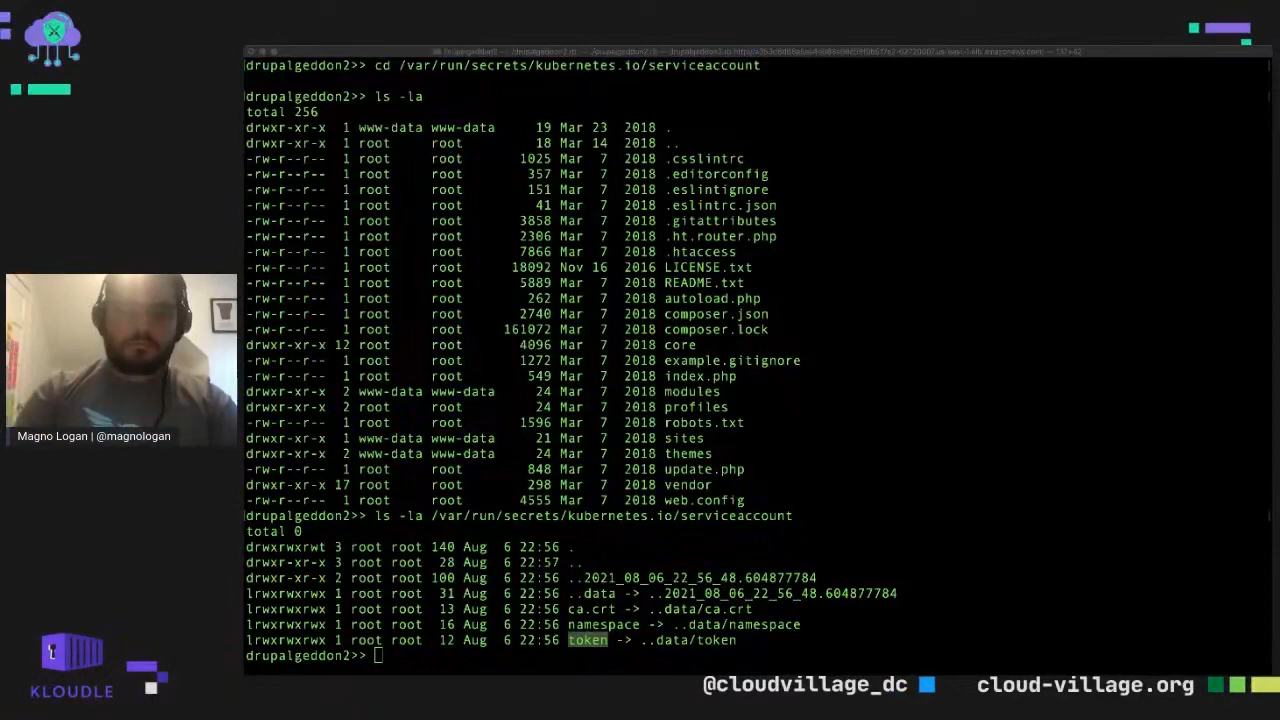 drupalgeddon2>> cd /var/run/secrets/kubernetes.io/serviceaccount
drupalgeddon2>> ls -la
total 256
drwxr-xr-x 1 www-data www-data 19 Mar 23 2018 .
drwxr-xr-x 1 root root 18 Mar 14 2018 ..
-rw-r--r-- 1 root root 1025 Mar 7 2018 .csslintrc
-rw-r--r-- 1 root root 357 Mar 7 2018 .editorconfig
-rw-r--r-- 1 root root 151 Mar 7 2018 .eslintignore
-rw-r--r-- 1 root root 41 Mar 7 2018 .eslintrc.json
-rw-r--r-- 1 root root 3858 Mar 7 2018 .gitattributes
-rw-r--r-- 1 root root 2306 Mar 7 2018 .ht.router.php
-rw-r--r-- 1 root root 7866 Mar 7 2018 .htaccess
-rw-r--r-- 1 root root 18092 Nov 16 2016 LICENSE.txt
-rw-r--r-- 1 root root 5889 Mar 7 2018 README.txt
-rw-r--r-- 1 root root 262 Mar 7 2018 autoload.php
-rw-r--r-- 1 root root 2740 Mar 7 2018 composer.json
-rw-r--r-- 1 root root 161072 Mar 7 2018 composer.lock
drwxr-xr-x 12 root root 4096 Mar 7 2018 core
-rw-r--r-- 1 root root 1272 Mar 7 2018 example.gitignore
-rw-r--r-- 1 root root 549 Mar 7 2018 index.php
drwxr-xr-x 2 www-data www-data 24 Mar 7 2018 modules
drwxr-xr-x 2 root root 24 Mar 7 2018 profiles
-rw-r--r-- 1 root root 1596 Mar 7 2018 robots.txt
drwxr-xr-x 1 www-data www-data 21 Mar 7 2018 sites
drwxr-xr-x 2 www-data www-data 24 Mar 7 2018 themes
-rw-r--r-- 1 root root 848 Mar 7 2018 update.php
drwxr-xr-x 17 root root 298 Mar 7 2018 vendor
-rw-r--r-- 1 root root 4555 Mar 7 2018 web.config
drupalgeddon2>> ls -la /var/run/secrets/kubernetes.io/serviceaccount
total 0
drwxrwxrwt 3 root root 140 Aug 6 22:56 .
drwxr-xr-x 3 root root 28 Aug 6 22:57 ..
drwxr-xr-x 2 root root 100 Aug 6 22:56 ..2021_08_06_22_56_48.604877784
lrwxrwxrwx 1 root root 31 Aug 6 22:56 ..data -> ..2021_08_06_22_56_48.604877784
lrwxrwxrwx 1 root root 13 Aug 6 22:56 ca.crt -> ..data/ca.crt
lrwxrwxrwx 1 root root 16 Aug 6 22:56 namespace -> ..data/namespace
lrwxrwxrwx 1 root root 12 Aug 6 22:56 token -> ..data/token
drupalgeddon2>>
Magno Logan | @magnologan
KLOUDLE
@cloudvillage_dc
cloud-village.org